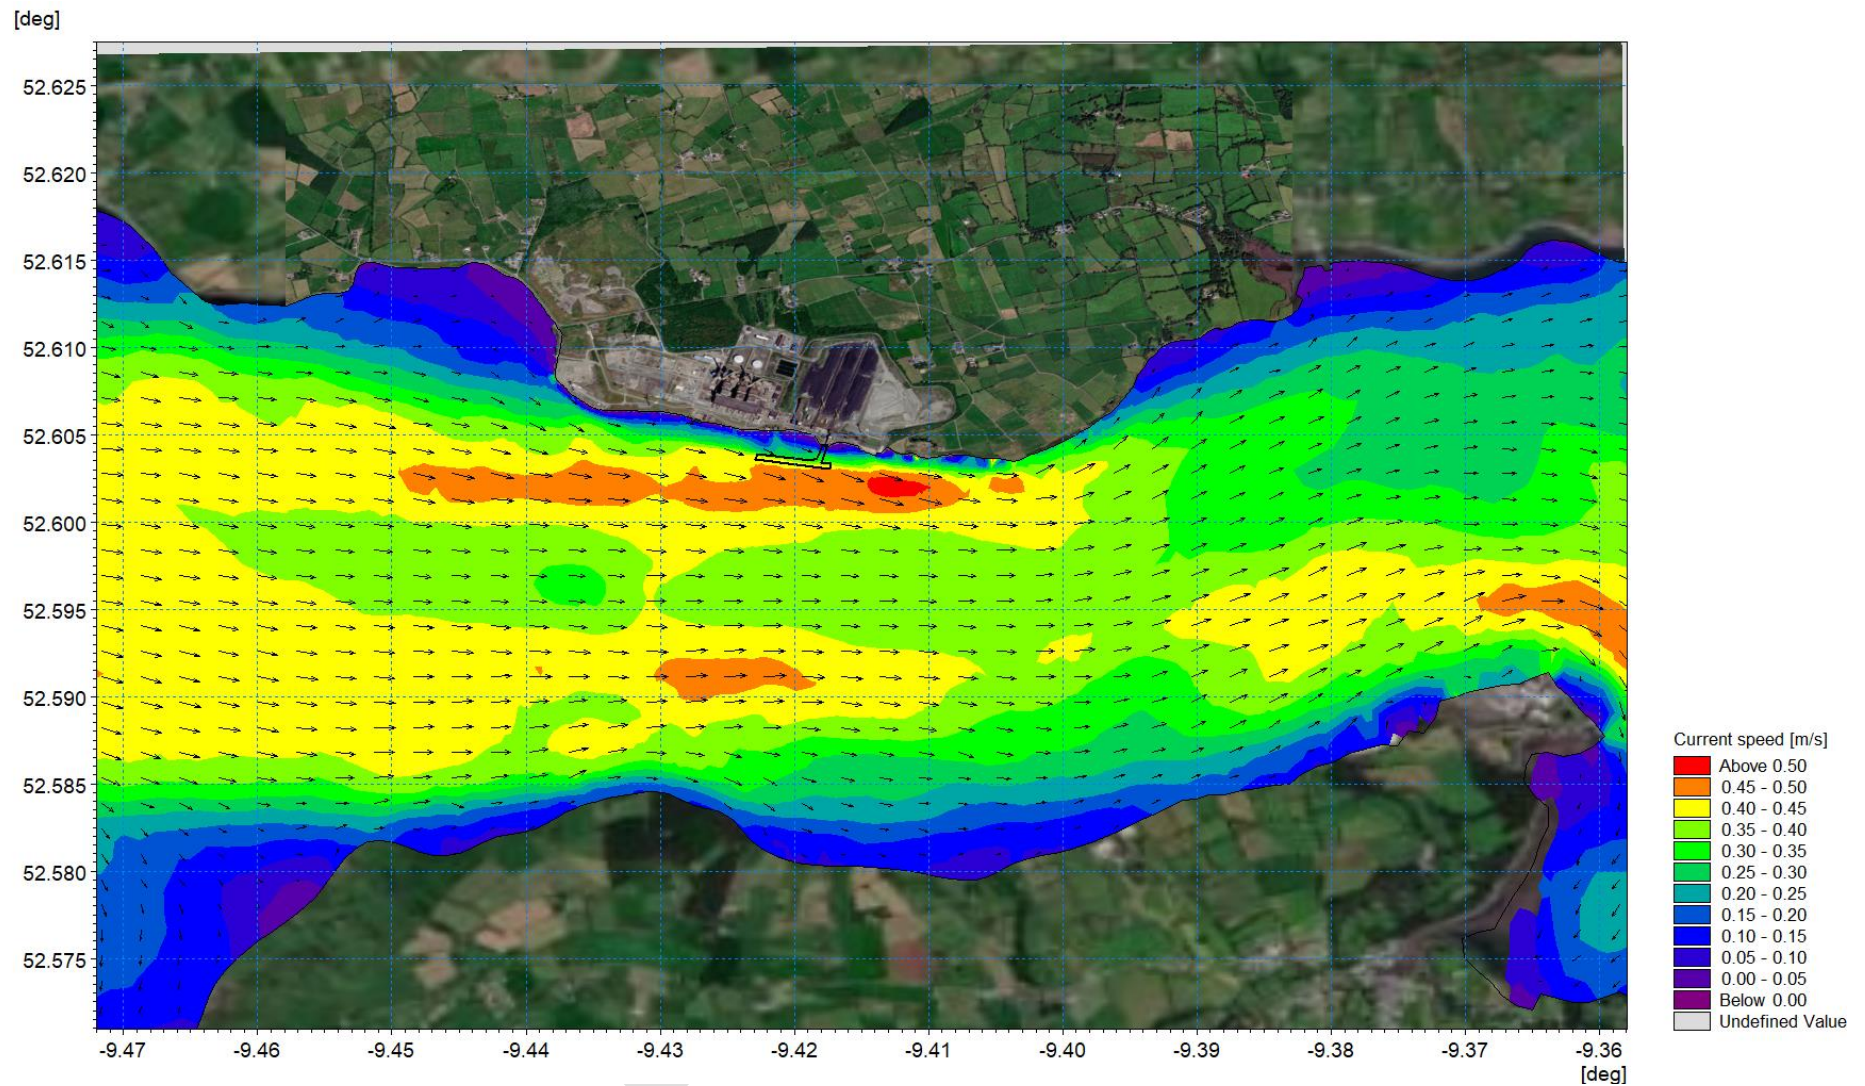 [deg]
52.625
52.620
52.615
52.610
52.605
52.600
52.595
52.590
52.585
52.580
52.575
-9.47 -9.46 -9.45 -9.44 -9.43 -9.42 -9.41 -9.40 -9.39 -9.38 -9.37 -9.36
[deg]
Current speed [m/s]
Above 0.50
0.45 - 0.50
0.40 - 0.45
0.35 - 0.40
0.30 - 0.35
0.25 - 0.30
0.20 - 0.25
0.15 - 0.20
0.10 - 0.15
0.05 - 0.10
0.00 - 0.05
Below 0.00
Undefined Value